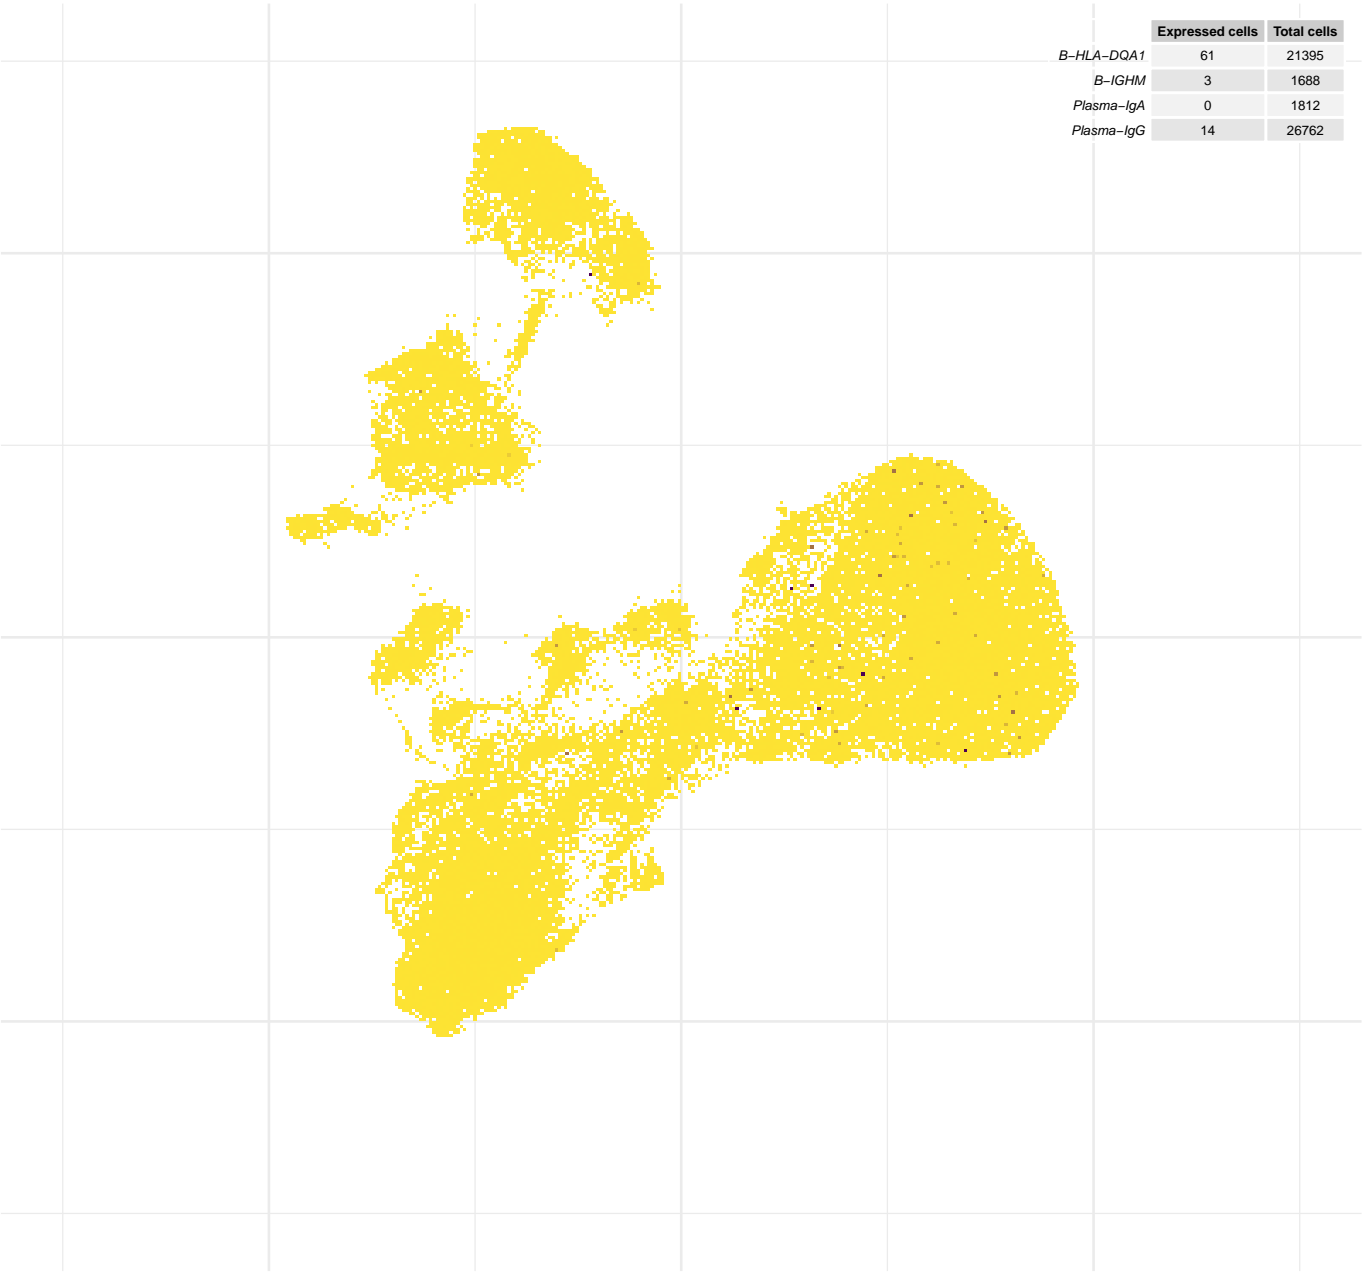 Expressed cells Total cells
B−HLA−DQA1 61 21395
B−IGHM 3 1688
Plasma−IgA 0 1812
Plasma−IgG 14 26762